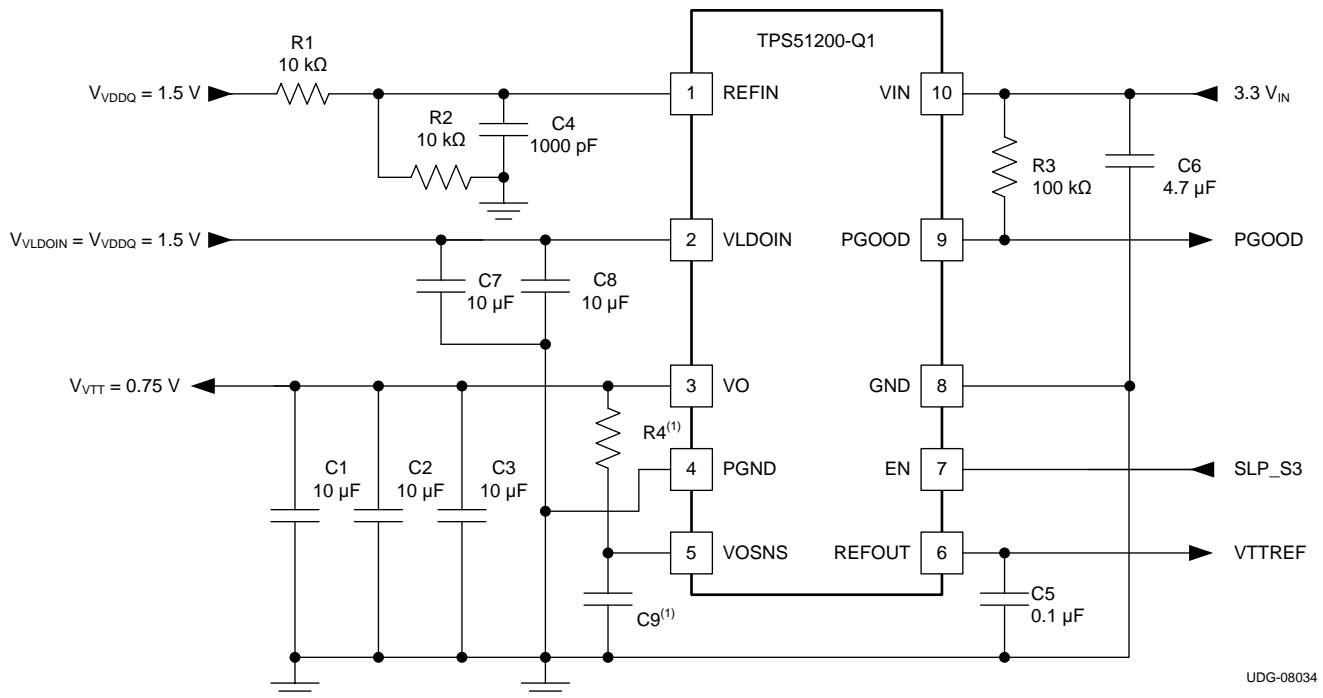 TPS51200-Q1
R1
10 kΩ
V_VDDQ = 1.5 V
1
REFIN
VIN
10
3.3 V_IN
R2
10 kΩ
C4
1000 pF
R3
100 kΩ
C6
4.7 µF
V_VLDOIN = V_VDDQ = 1.5 V
2
VLDOIN
PGOOD
9
PGOOD
C7
10 µF
C8
10 µF
V_VTT = 0.75 V
3
VO
GND
8
R4(1)
C1
10 µF
C2
10 µF
C3
10 µF
4
PGND
EN
7
SLP_S3
5
VOSNS
REFOUT
6
VTTREF
C9(1)
C5
0.1 µF
UDG-08034